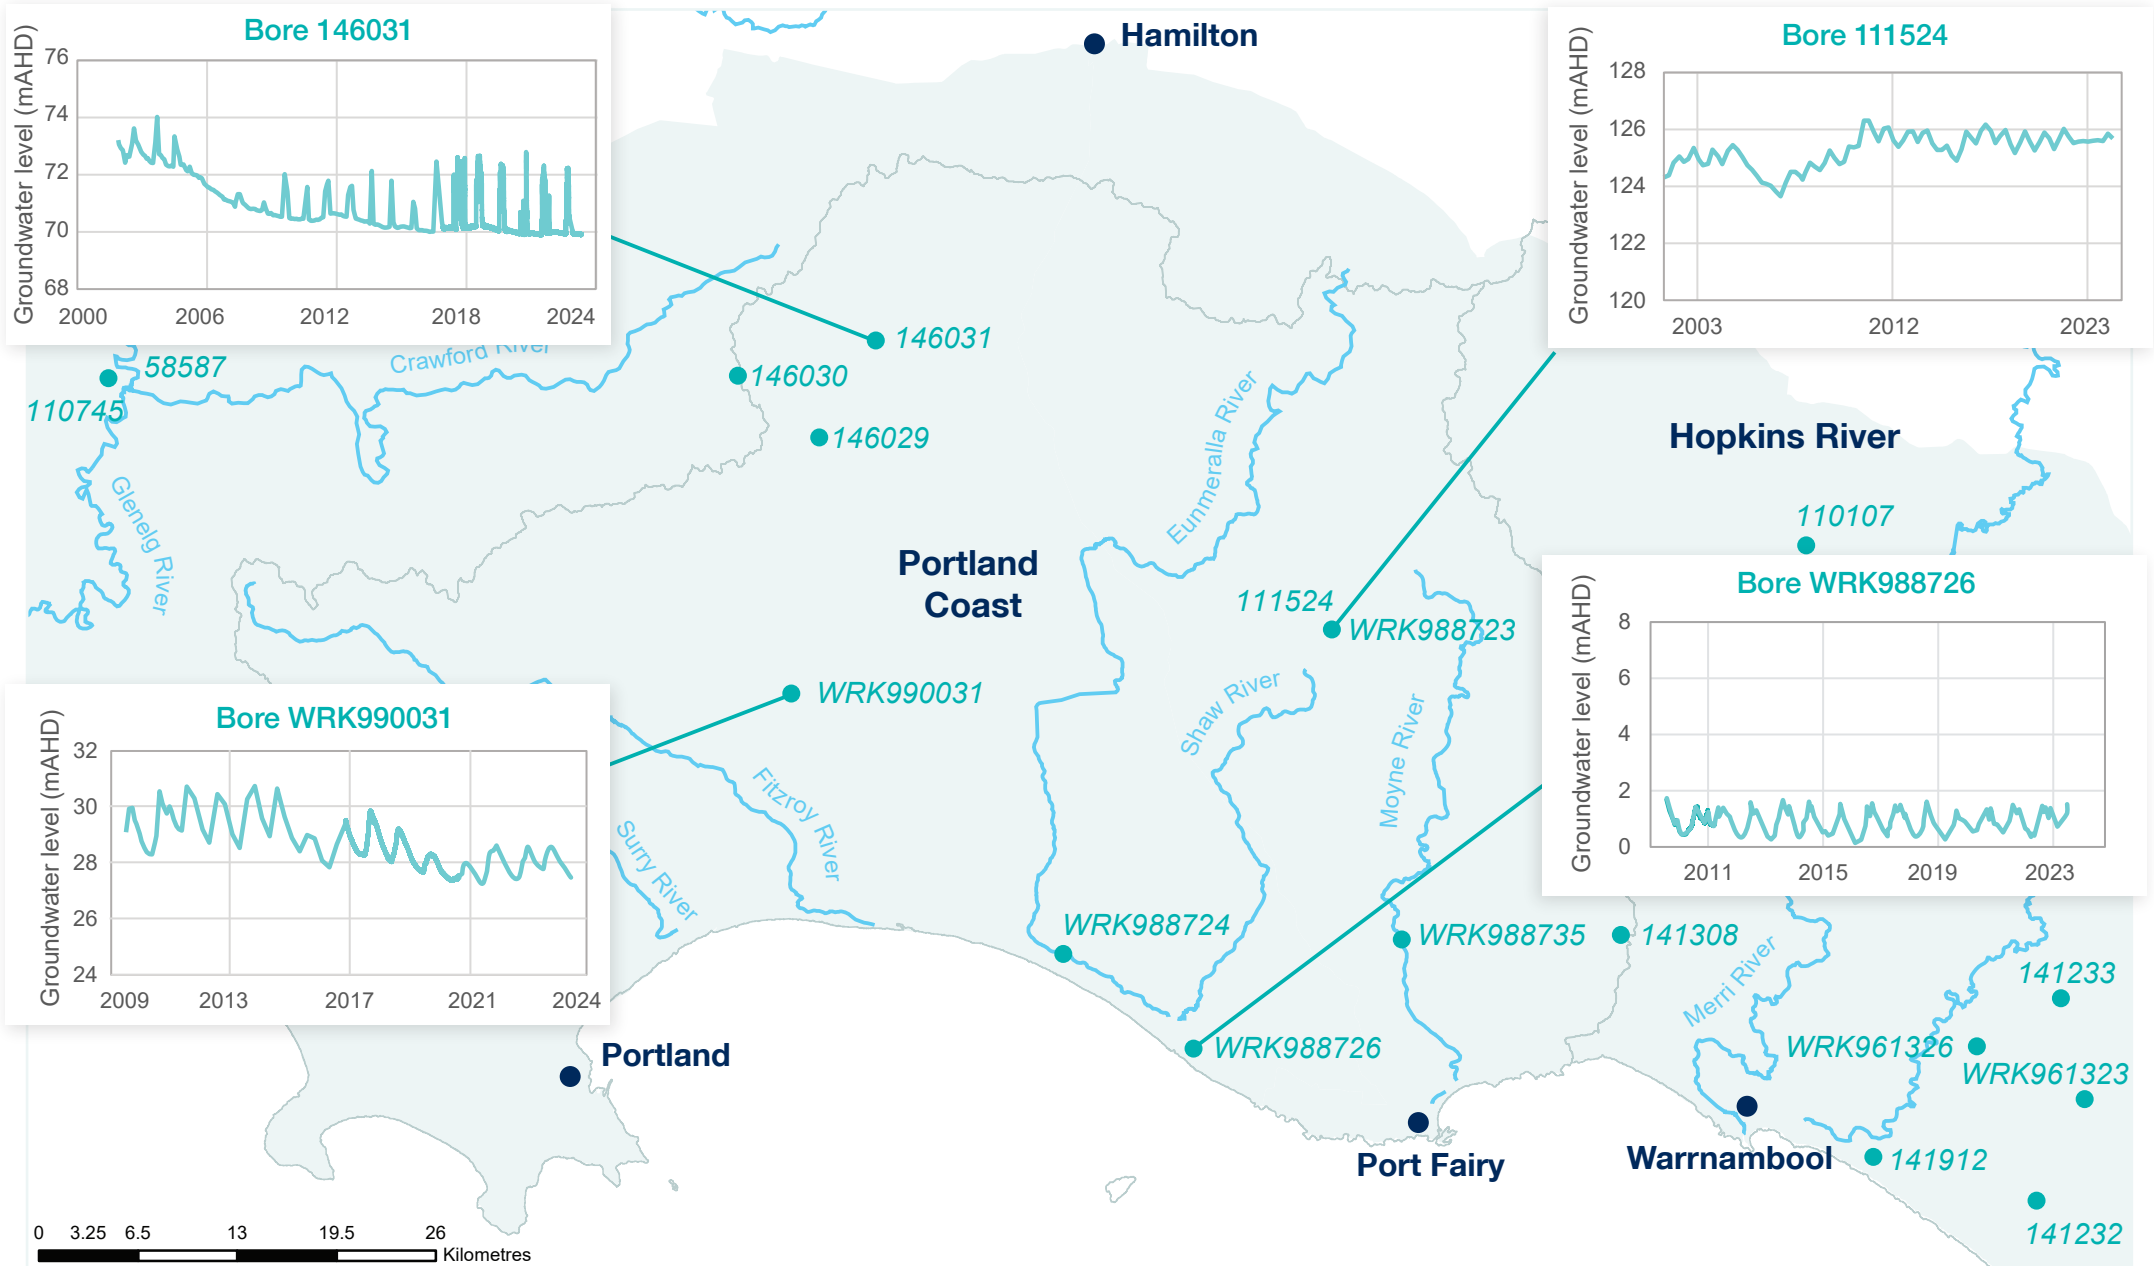 Bore 146031
Groundwater level (mAHD)
76
74
72
70
68
2000
2006
2012
2018
2024
Hamilton
Bore 111524
Groundwater level (mAHD)
128
126
124
122
120
2003
2012
2023
Crawford River
58587
110745
146031
146030
146029
Glenelg River
Eunmeralla River
Hopkins River
110107
Portland
Coast
111524
WRK988723
WRK990031
Shaw River
Moyne River
Bore WRK988726
Groundwater level (mAHD)
8
6
4
2
0
2011
2015
2019
2023
Bore WRK990031
Groundwater level (mAHD)
32
30
28
26
24
2009
2013
2017
2021
2024
Fitzroy River
Surry River
WRK988724
WRK988735
141308
Merri River
141233
WRK988726
WRK961326
WRK961323
Portland
Port Fairy
Warrnambool
141912
141232
0
3.25
6.5
13
19.5
26
Kilometres